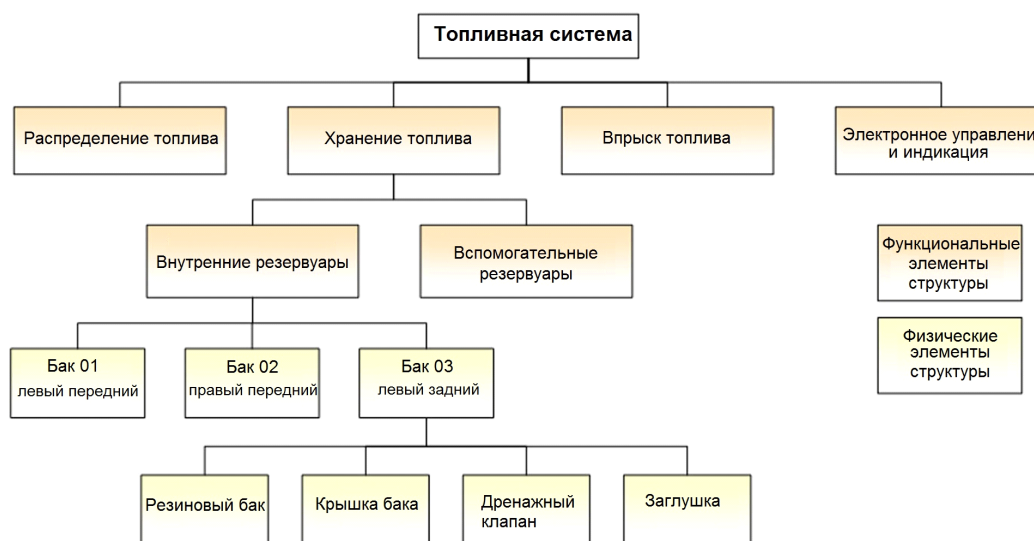 Топливная система
Распределение топлива
Хранение топлива
Впрыск топлива
Электронное управлени
и индикация
Внутренние резервуары
Вспомогательные
резервуары
Функциональные
элементы
структуры
Физические
элементы
структуры
Бак 01
левый передний
Бак 02
правый передний
Бак 03
левый задний
Резиновый бак
Крышка бака
Дренажный
клапан
Заглушка